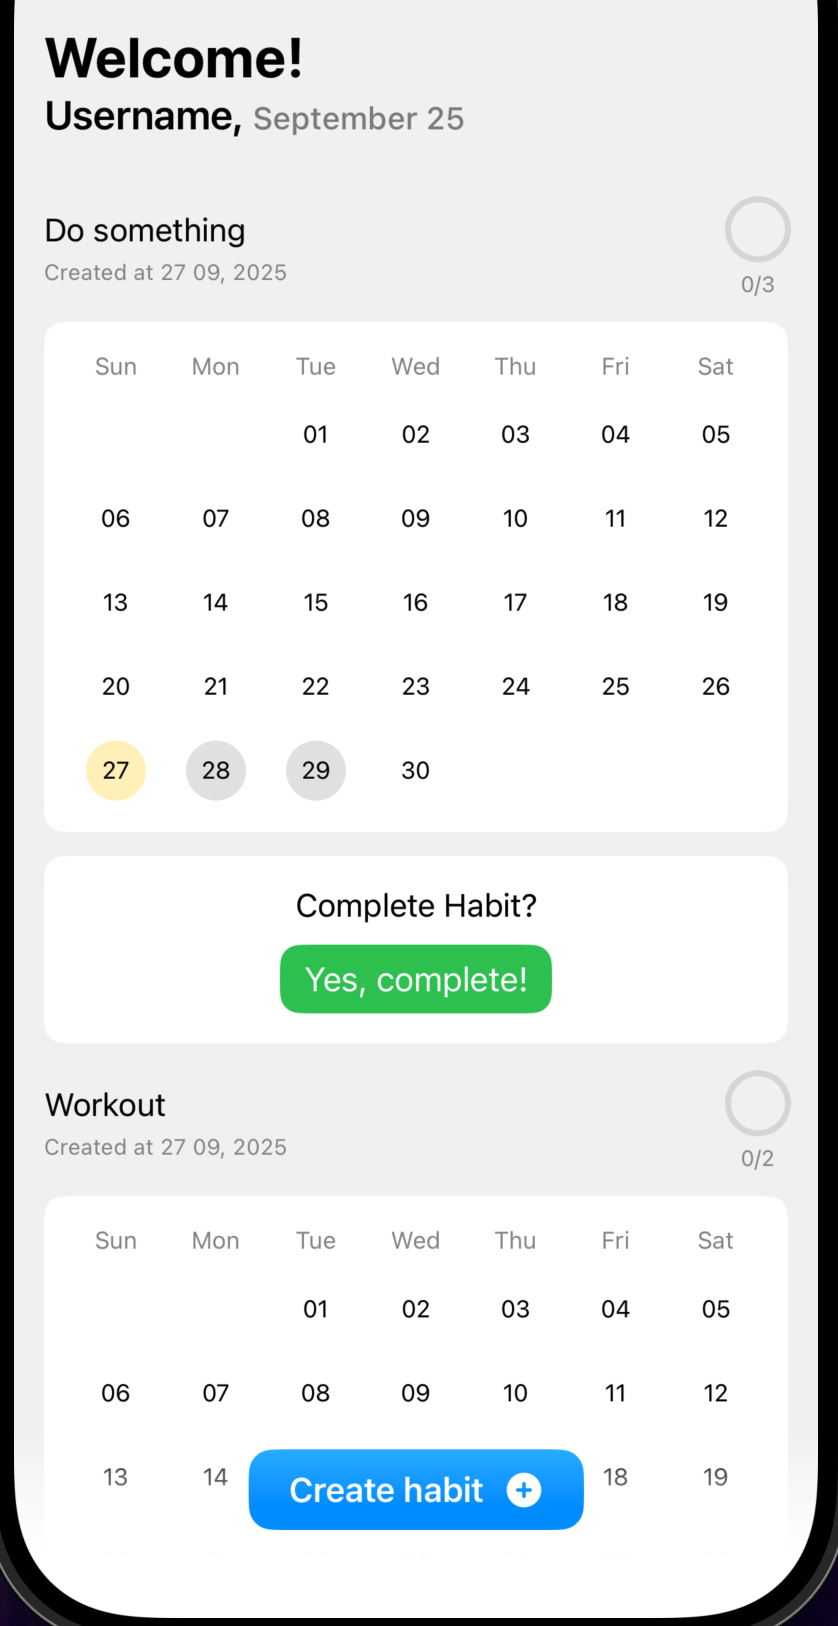 Welcome!
Username, September 25
Do something
Created at 27 09, 2025
0/3
Sun Mon Tue Wed Thu Fri Sat
01 02 03 04 05
06 07 08 09 10 11 12
13 14 15 16 17 18 19
20 21 22 23 24 25 26
27 28 29 30
Complete Habit?
Yes, complete!
Workout
Created at 27 09, 2025
0/2
Sun Mon Tue Wed Thu Fri Sat
01 02 03 04 05
06 07 08 09 10 11 12
13 14 18 19
Create habit